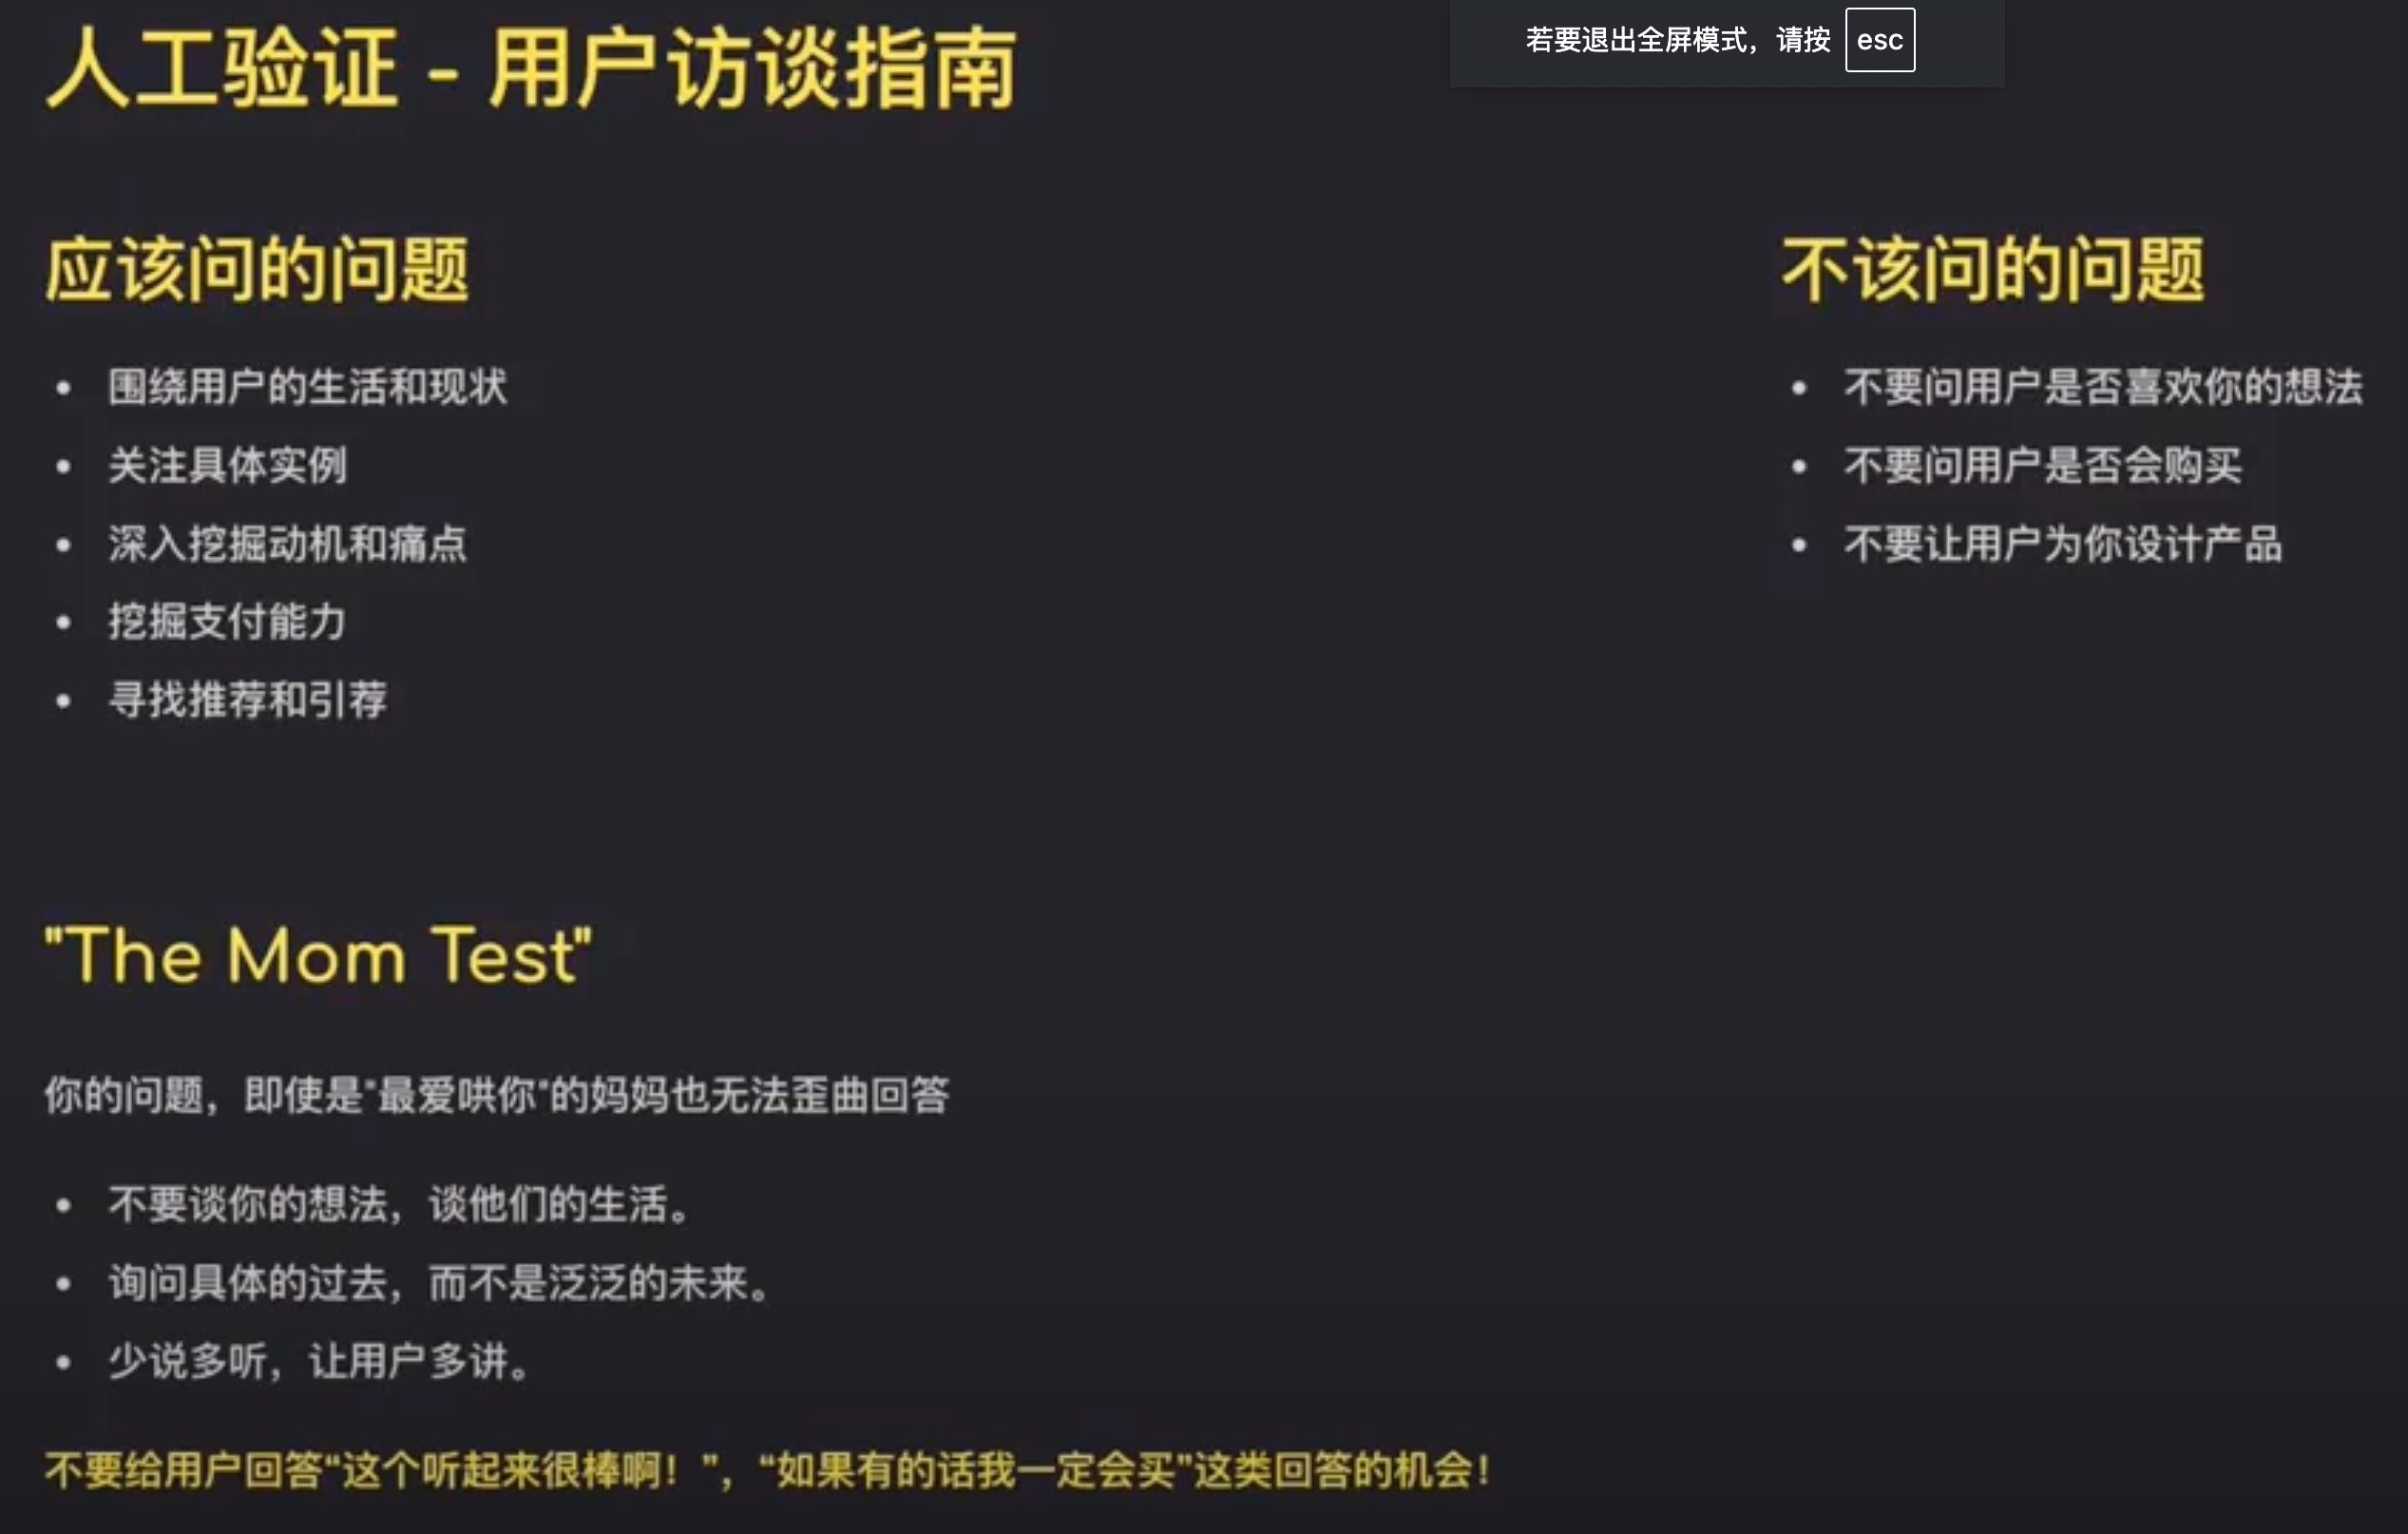 人工验证 - 用户访谈指南
若要退出全屏模式，请按 esc
应该问的问题
• 围绕用户的生活和现状
• 关注具体实例
• 深入挖掘动机和痛点
• 挖掘支付能力
• 寻找推荐和引荐
不该问的问题
• 不要问用户是否喜欢你的想法
• 不要问用户是否会购买
• 不要让用户为你设计产品
"The Mom Test"
你的问题，即使是"最爱哄你"的妈妈也无法歪曲回答
• 不要谈你的想法，谈他们的生活。
• 询问具体的过去，而不是泛泛的未来。
• 少说多听，让用户多讲。
不要给用户回答“这个听起来很棒啊！”，“如果有的话我一定会买”这类回答的机会！